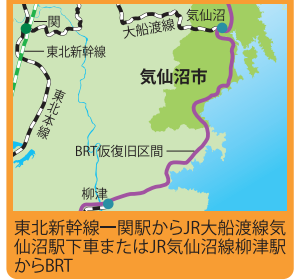 一関
気仙沼
大船渡線
東北新幹線
気仙沼市
東北本線
BRT仮復旧区間
柳津
東北新幹線一関駅からJR大船渡線気
仙沼駅下車またはJR気仙沼線柳津駅
からBRT